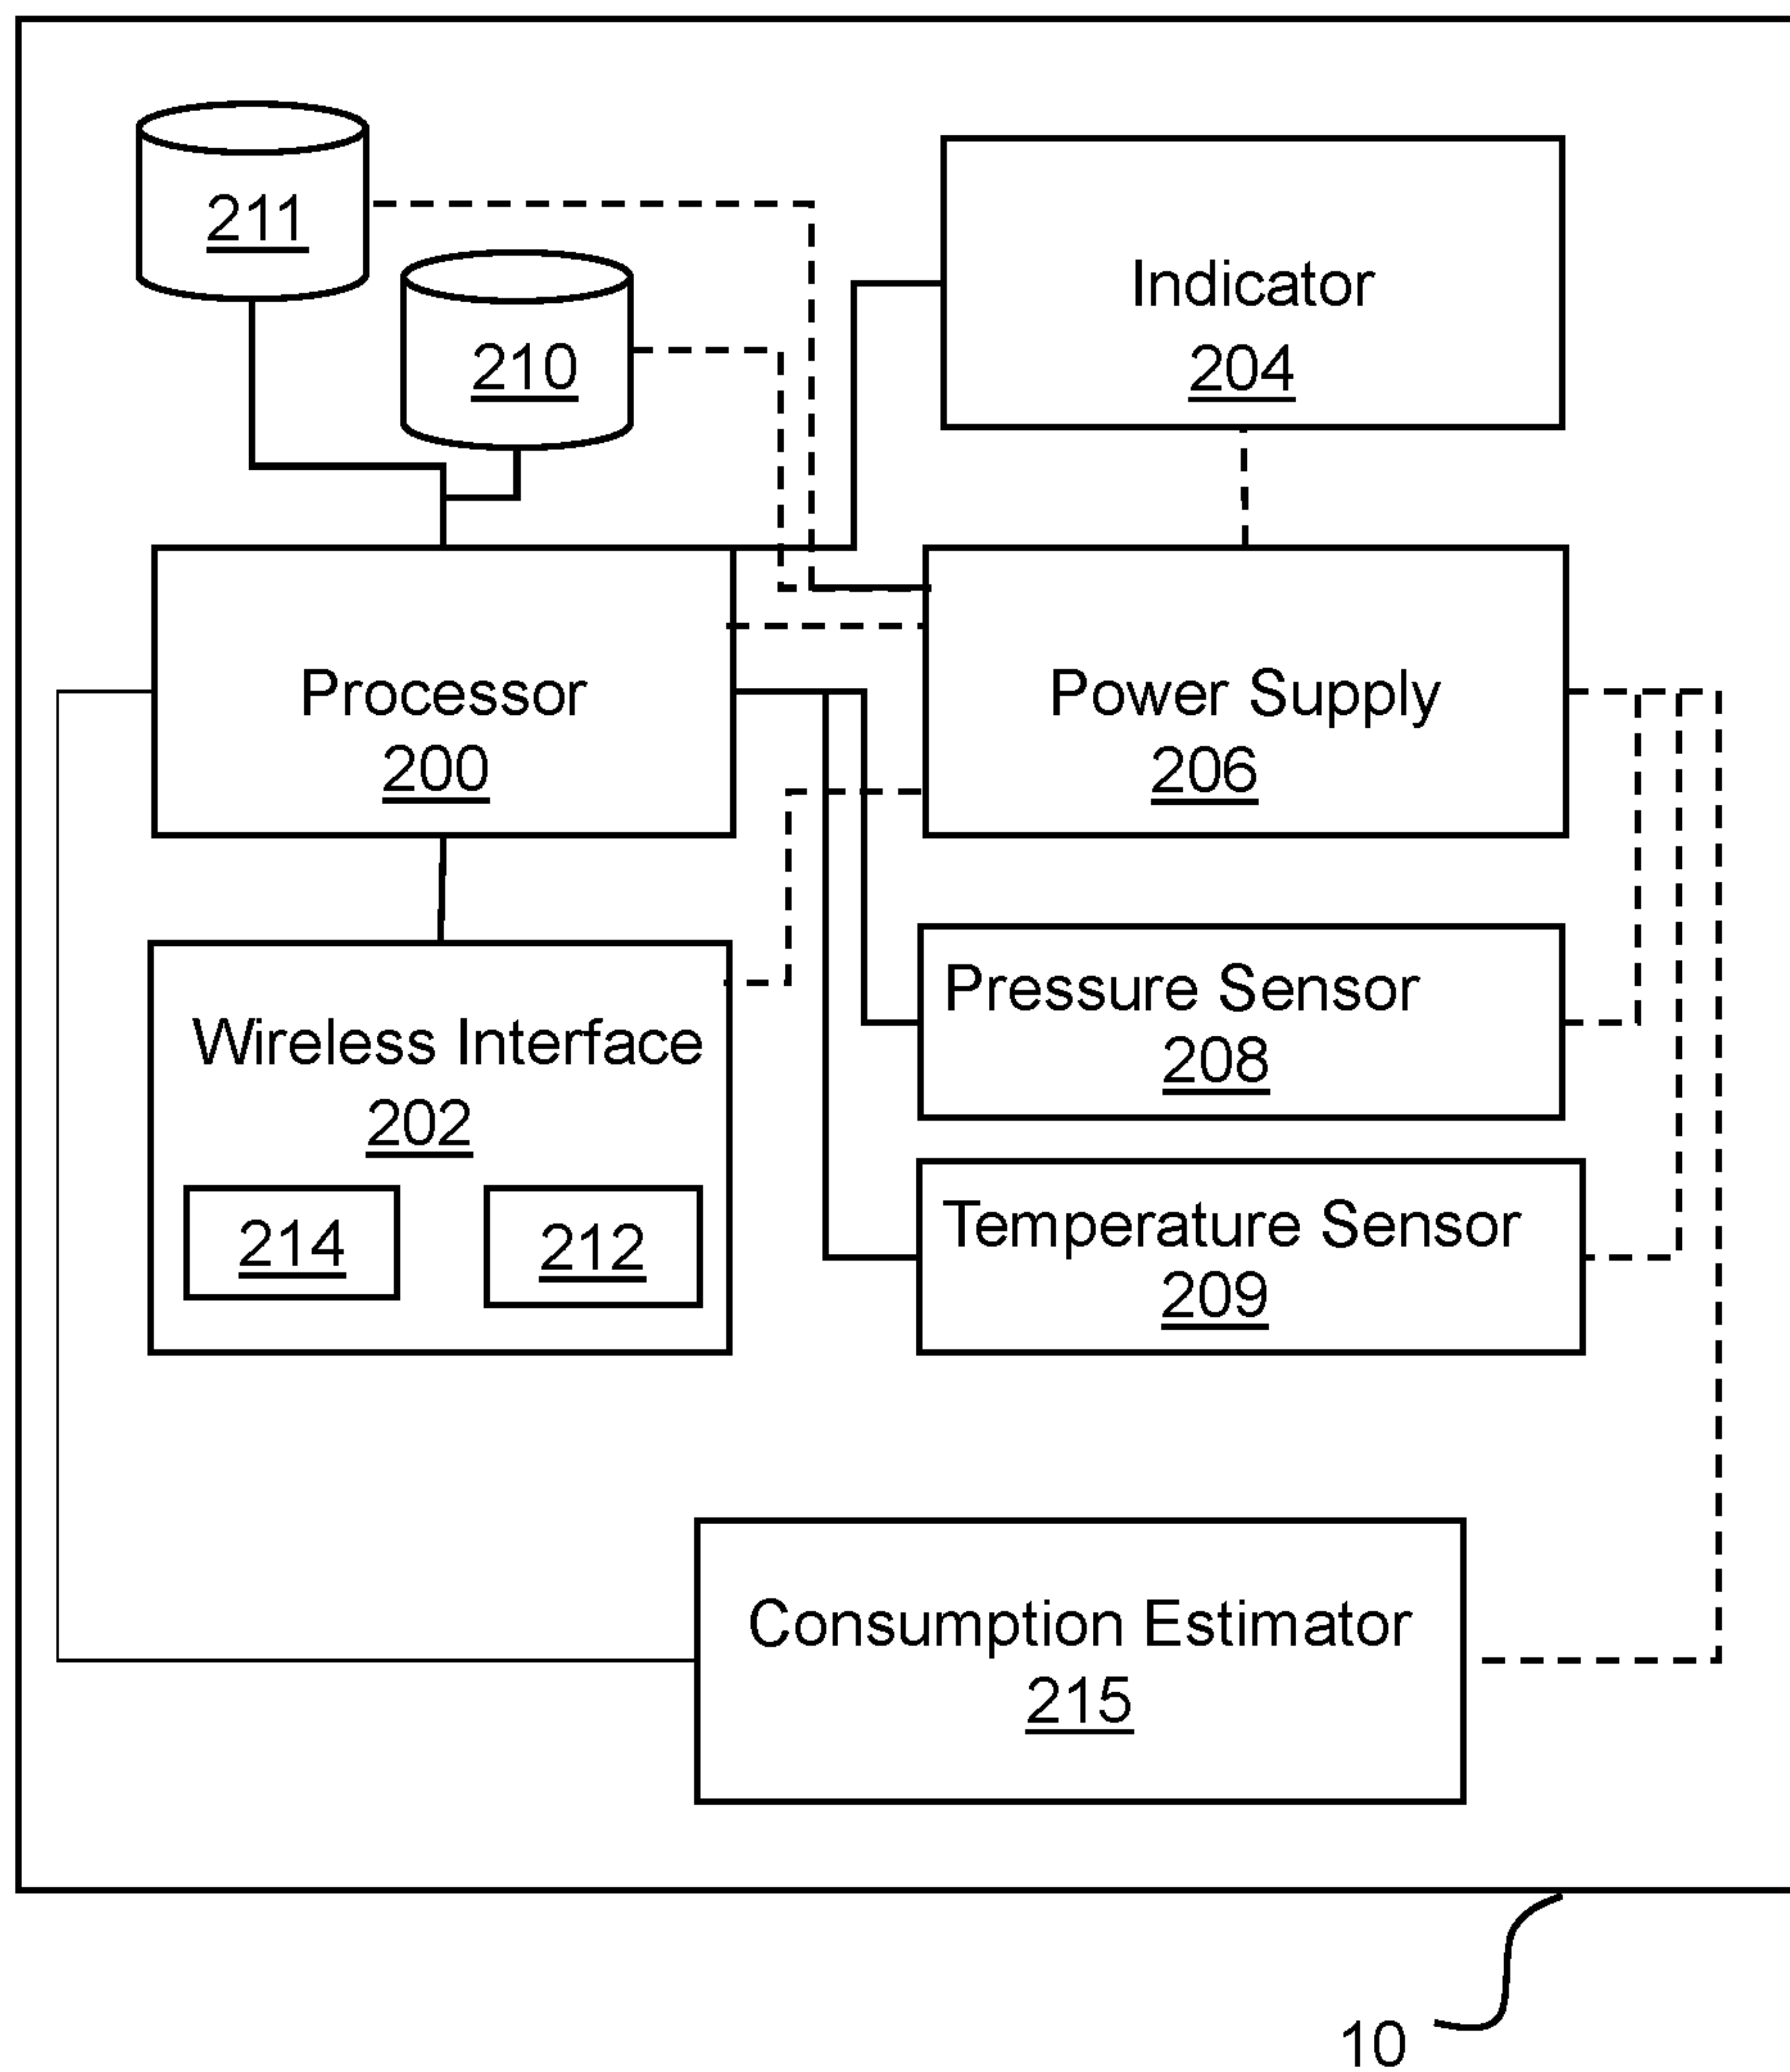 211
210
Indicator
204
Processor
200
Power Supply
206
Wireless Interface
202
214
212
Pressure Sensor
208
Temperature Sensor
209
Consumption Estimator
215
10